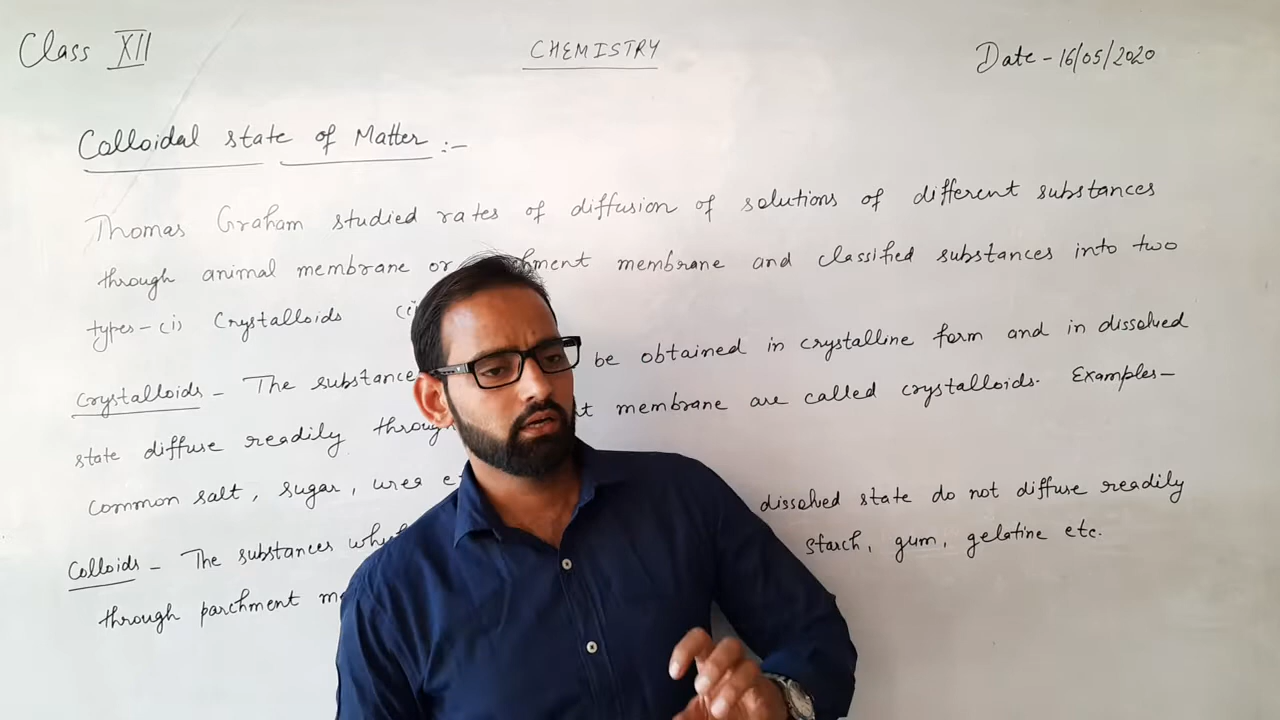 Class XII
CHEMISTRY
Date - 16/05/2020
Colloidal state of Matter :-
Thomas Graham studied rates of diffusion of solutions of different substances
through animal membrane or membrane and classified substances into two
types - (i) Crystalloids
Crystalloids - The substance be obtained in crystalline form and in dissolved
state diffuse readily through membrane are called crystalloids. Examples -
Common salt, sugar, urea
Colloids - The substances dissolved state do not diffuse readily
through parchment starch, gum, gelatine etc.